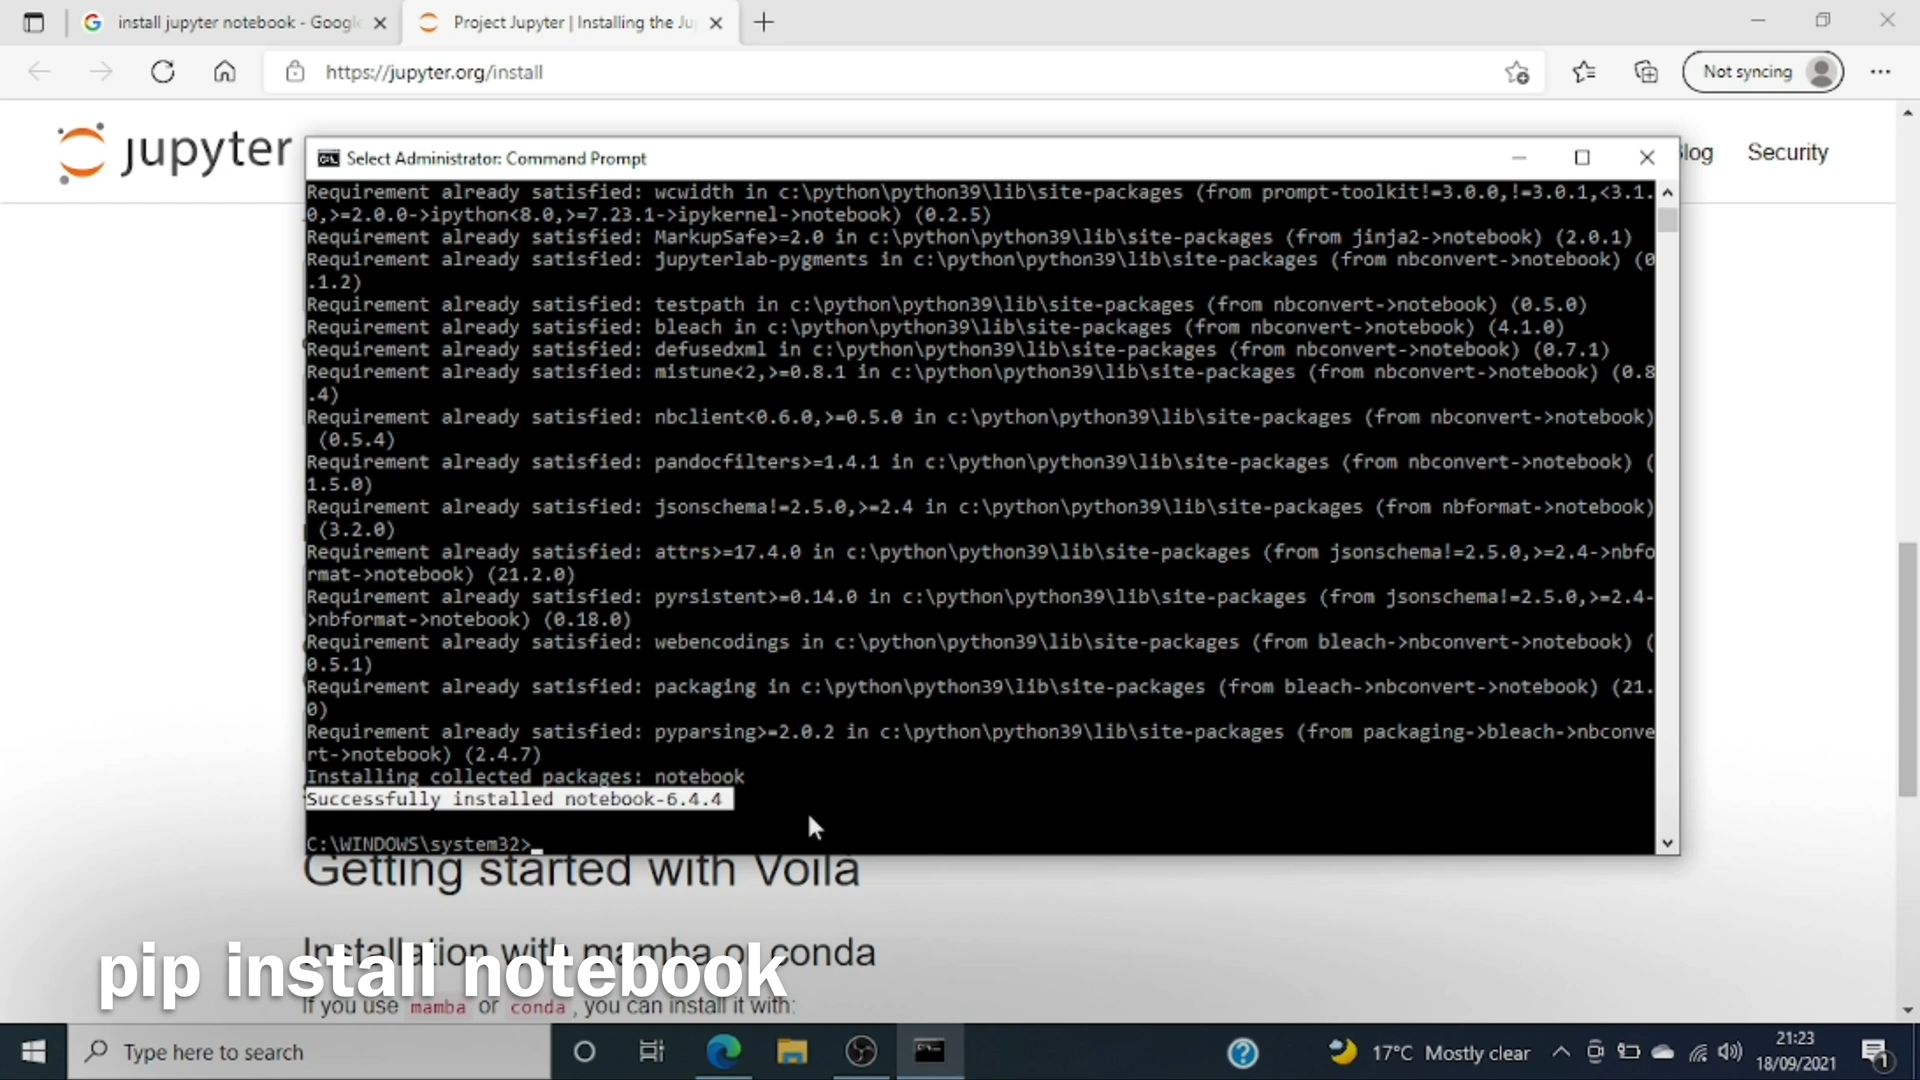 install jupyter notebook - Google
Project Jupyter | Installing the Ju
https://jupyter.org/install
Not syncing
jupyter
Blog
Security
Select Administrator: Command Prompt
Requirement already satisfied: wcwidth in c:\python\python39\lib\site-packages (from prompt-toolkit!=3.0.0,!=3.0.1,<3.1.
0,>=2.0.0->ipython<8.0,>=7.23.1->ipykernel->notebook) (0.2.5)
Requirement already satisfied: MarkupSafe>=2.0 in c:\python\python39\lib\site-packages (from jinja2->notebook) (2.0.1)
Requirement already satisfied: jupyterlab-pygments in c:\python\python39\lib\site-packages (from nbconvert->notebook) (0
.1.2)
Requirement already satisfied: testpath in c:\python\python39\lib\site-packages (from nbconvert->notebook) (0.5.0)
Requirement already satisfied: bleach in c:\python\python39\lib\site-packages (from nbconvert->notebook) (4.1.0)
Requirement already satisfied: defusedxml in c:\python\python39\lib\site-packages (from nbconvert->notebook) (0.7.1)
Requirement already satisfied: mistune<2,>=0.8.1 in c:\python\python39\lib\site-packages (from nbconvert->notebook) (0.8
.4)
Requirement already satisfied: nbclient<0.6.0,>=0.5.0 in c:\python\python39\lib\site-packages (from nbconvert->notebook)
(0.5.4)
Requirement already satisfied: pandocfilters>=1.4.1 in c:\python\python39\lib\site-packages (from nbconvert->notebook) (
1.5.0)
Requirement already satisfied: jsonschema!=2.5.0,>=2.4 in c:\python\python39\lib\site-packages (from nbformat->notebook)
(3.2.0)
Requirement already satisfied: attrs>=17.4.0 in c:\python\python39\lib\site-packages (from jsonschema!=2.5.0,>=2.4->nbfo
rmat->notebook) (21.2.0)
Requirement already satisfied: pyrsistent>=0.14.0 in c:\python\python39\lib\site-packages (from jsonschema!=2.5.0,>=2.4-
>nbformat->notebook) (0.18.0)
Requirement already satisfied: webencodings in c:\python\python39\lib\site-packages (from bleach->nbconvert->notebook) (
0.5.1)
Requirement already satisfied: packaging in c:\python\python39\lib\site-packages (from bleach->nbconvert->notebook) (21.
0)
Requirement already satisfied: pyparsing>=2.0.2 in c:\python\python39\lib\site-packages (from packaging->bleach->nbconve
rt->notebook) (2.4.7)
Installing collected packages: notebook
Successfully installed notebook-6.4.4
C:\WINDOWS\system32>_
Getting started with Voilà
Installation with mamba or conda
pip install notebook
If you use mamba or conda, you can install it with:
Type here to search
17°C Mostly clear
21:23
18/09/2021
1